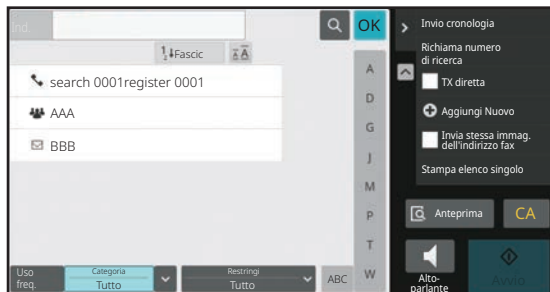 Ind.
OK
Fascic
search 0001register 0001
AAA
BBB
A
D
G
J
M
P
T
W
Uso
freq.
Categoria
Tutto
Restringi
Tutto
ABC
Invio cronologia
Richiama numero
di ricerca
TX diretta
Aggiungi Nuovo
Invia stessa immag.
dell'indirizzo fax
Stampa elenco singolo
Anteprima
CA
Alto-
parlante
Avvio